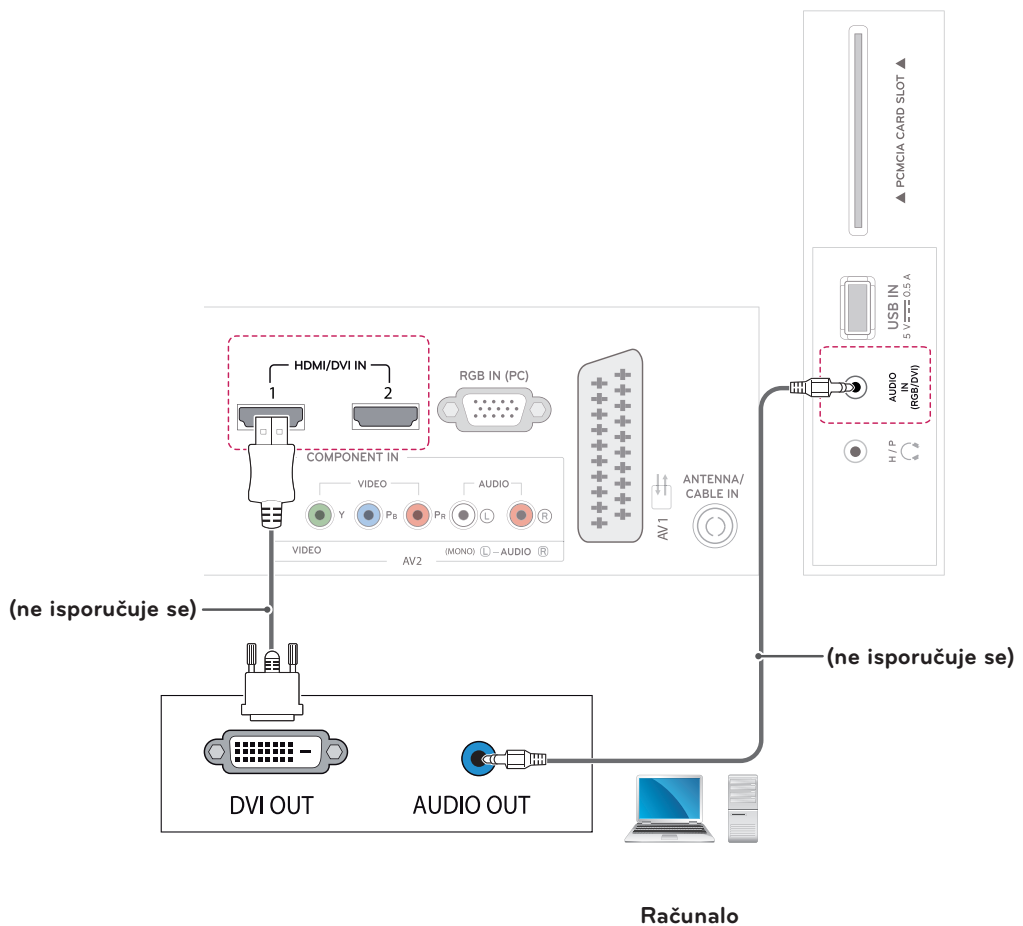 ▲ PCMCIA CARD SLOT ▲
USB IN
5 V 0.5 A
AUDIO
IN
(RGB/DVI)
H / P
HDMI/DVI IN
1 2
RGB IN (PC)
COMPONENT IN
VIDEO AUDIO
Y PB PR L R
VIDEO (MONO) L – AUDIO R
AV2
AV1
ANTENNA/
CABLE IN
(ne isporučuje se)
(ne isporučuje se)
DVI OUT
AUDIO OUT
Računalo